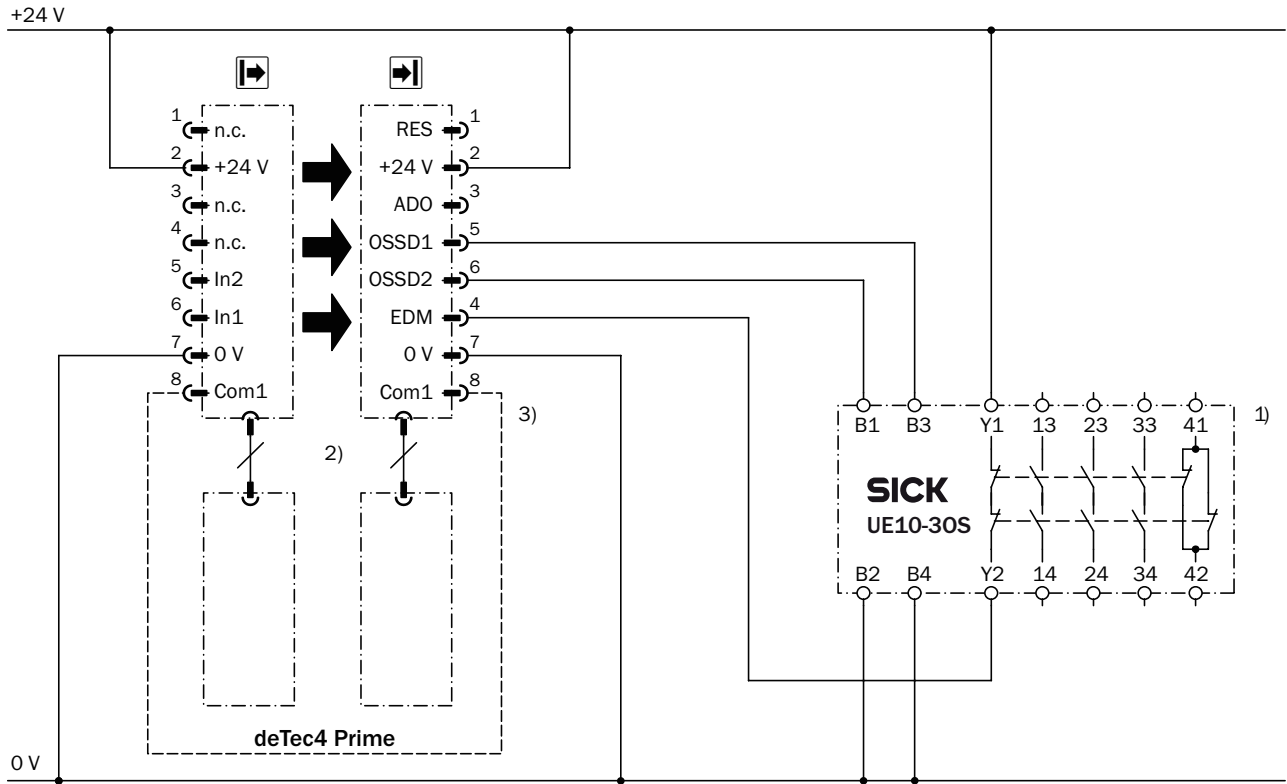 +24 V
1 n.c.
2 +24 V
3 n.c.
4 n.c.
5 In2
6 In1
7 0 V
8 Com1
RES 1
+24 V 2
ADO 3
OSSD1 5
OSSD2 6
EDM 4
0 V 7
Com1 8
3)
2)
deTec4 Prime
B1 B3 Y1 13 23 33 41
1)
SICK
UE10-30S
B2 B4 Y2 14 24 34 42
0 V